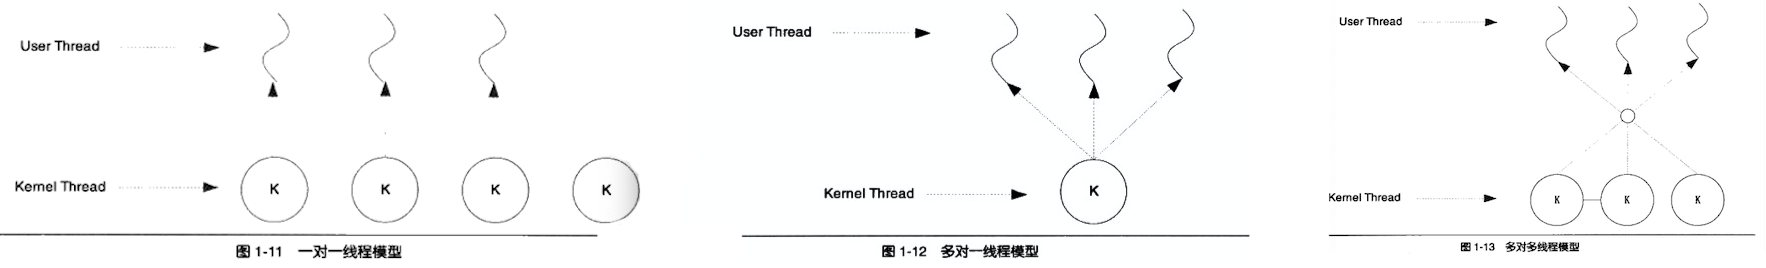 User Thread
K K K K
Kernel Thread
图 1-11 一对一线程模型
User Thread
Kernel Thread
K
图 1-12 多对一线程模型
User Thread
K K K
Kernel Thread
图 1-13 多对多线程模型